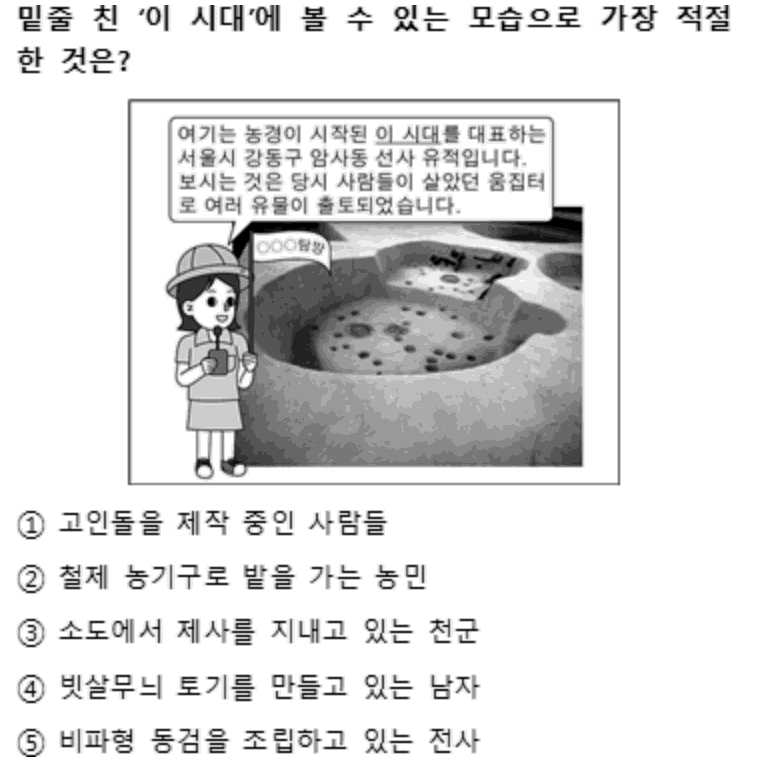 밑줄 친 '이 시대'에 볼 수 있는 모습으로 가장 적절
한 것은?
여기는 농경이 시작된 이 시대를 대표하는
서울시 강동구 암사동 선사 유적입니다.
보시는 것은 당시 사람들이 살았던 움집터
로 여러 유물이 출토되었습니다.
○○○탐방
① 고인돌을 제작 중인 사람들
② 철제 농기구로 밭을 가는 농민
③ 소도에서 제사를 지내고 있는 천군
④ 빗살무늬 토기를 만들고 있는 남자
⑤ 비파형 동검을 조립하고 있는 전사